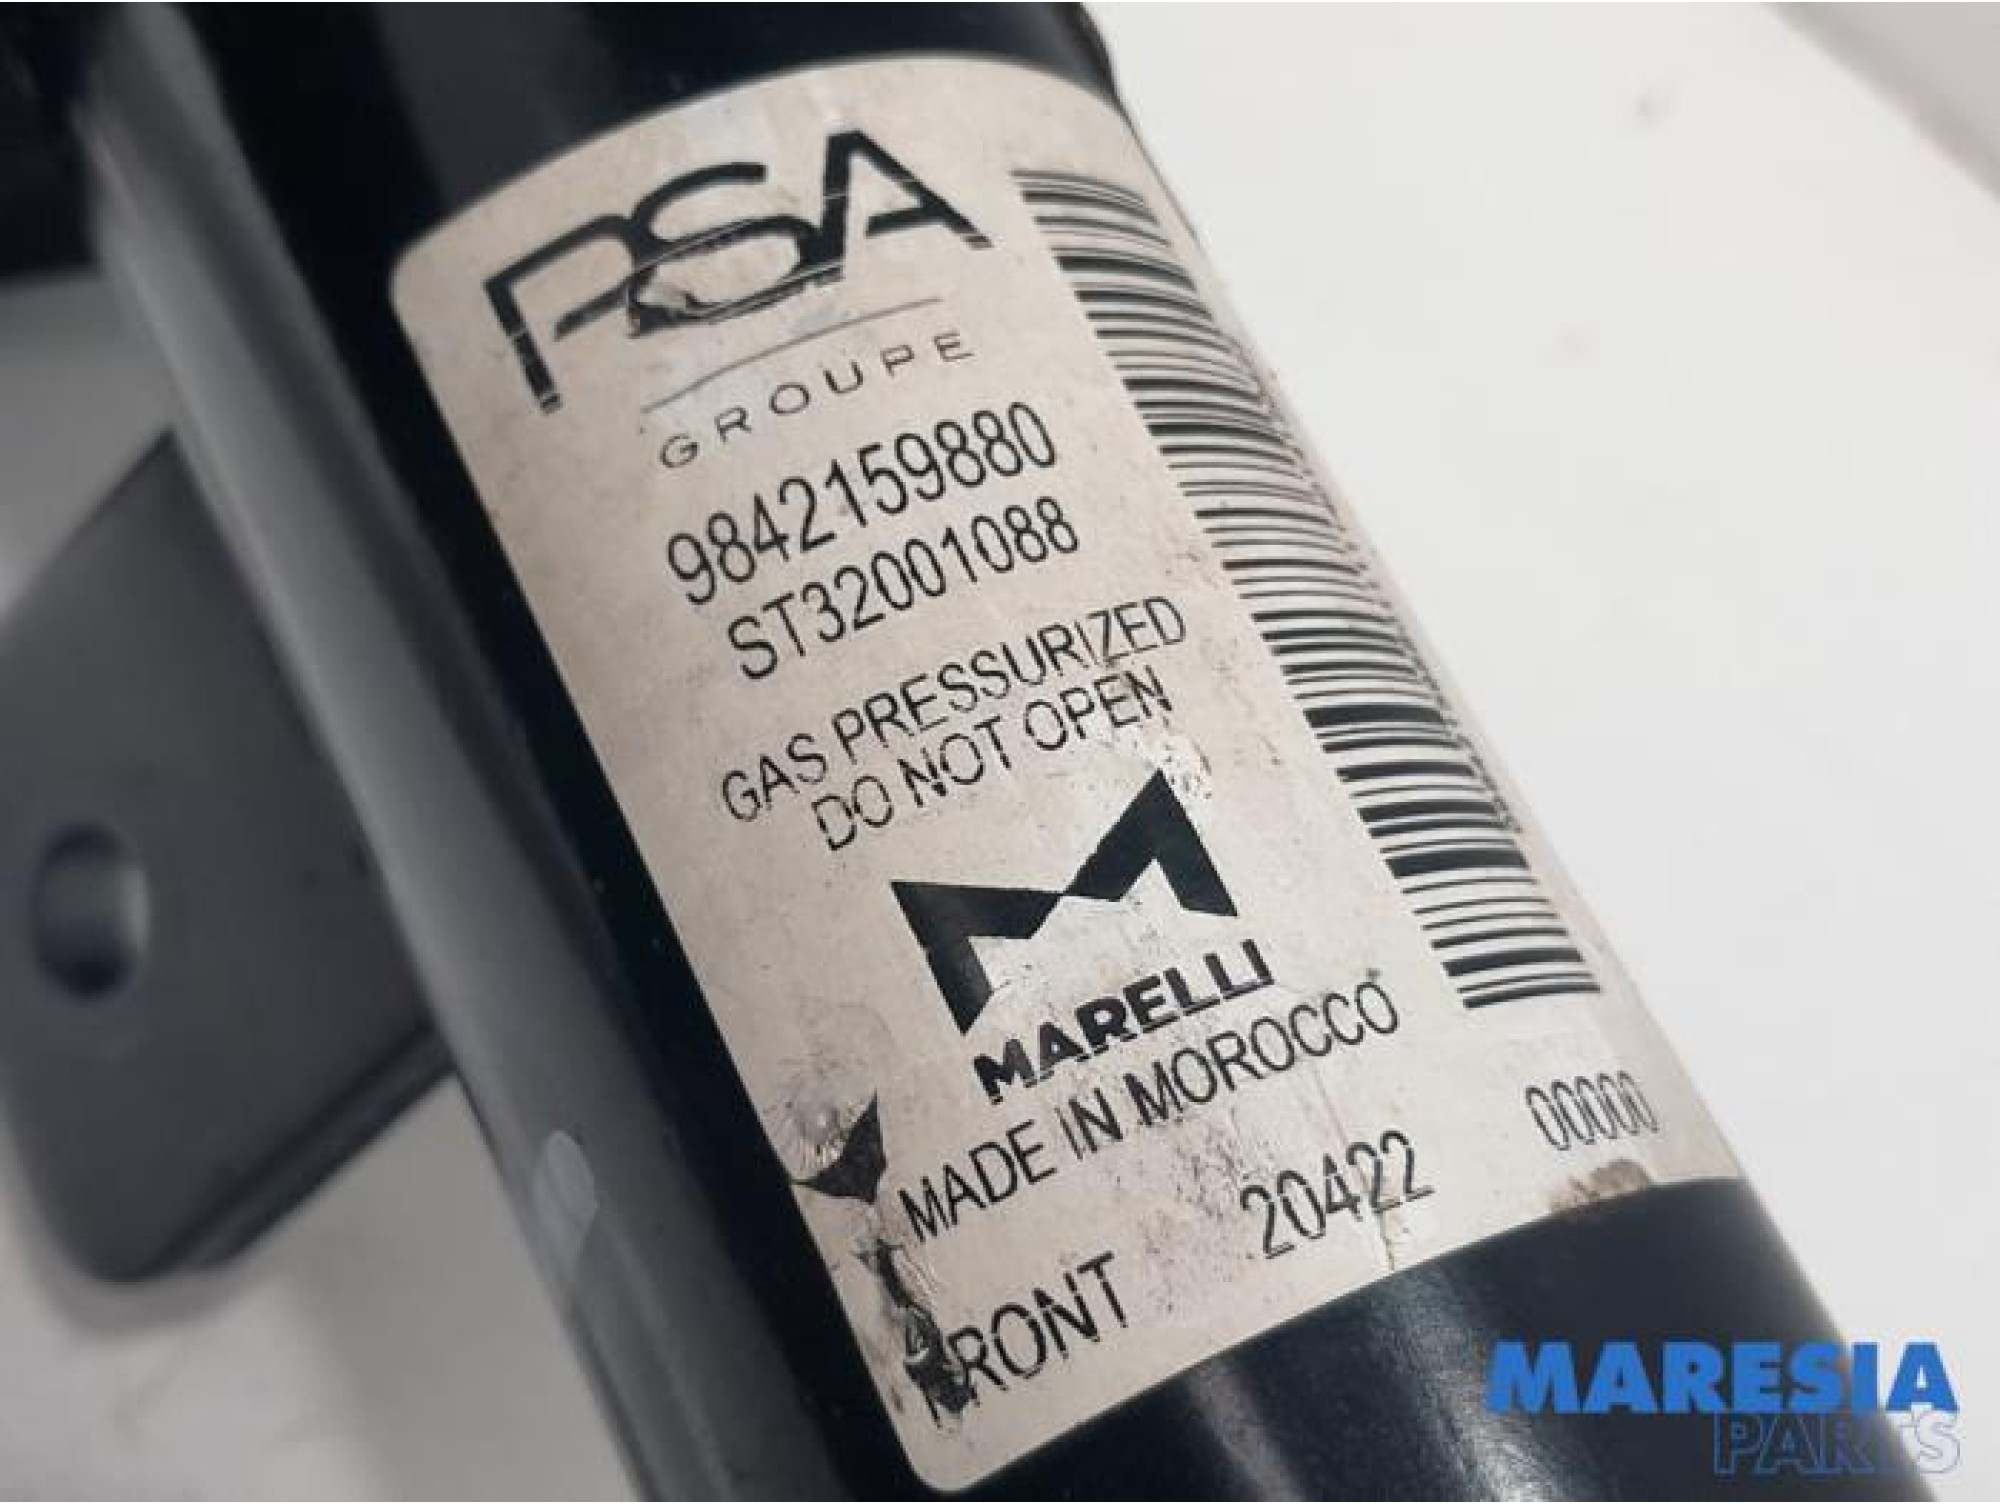 PSA
GROUPE
9842159880
ST32001088
GAS PRESSURIZED
DO NOT OPEN
MARELLI
MADE IN MOROCCO
20422
00000
FRONT
MARESIA
PARTS